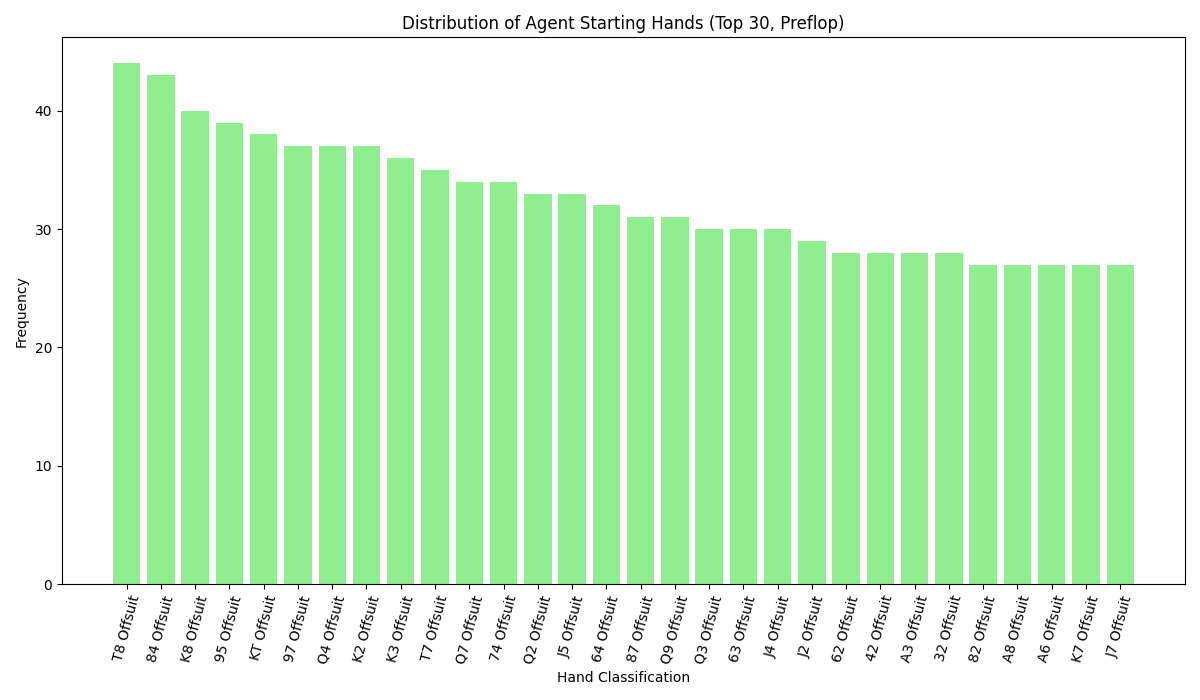 Distribution of Agent Starting Hands (Top 30, Preflop)
Frequency
40
30
20
10
0
T8 Offsuit
84 Offsuit
K8 Offsuit
95 Offsuit
KT Offsuit
97 Offsuit
Q4 Offsuit
K2 Offsuit
K3 Offsuit
T7 Offsuit
Q7 Offsuit
74 Offsuit
Q2 Offsuit
J5 Offsuit
64 Offsuit
87 Offsuit
Q9 Offsuit
Q3 Offsuit
63 Offsuit
J4 Offsuit
J2 Offsuit
62 Offsuit
42 Offsuit
A3 Offsuit
32 Offsuit
82 Offsuit
A8 Offsuit
A6 Offsuit
K7 Offsuit
J7 Offsuit
Hand Classification